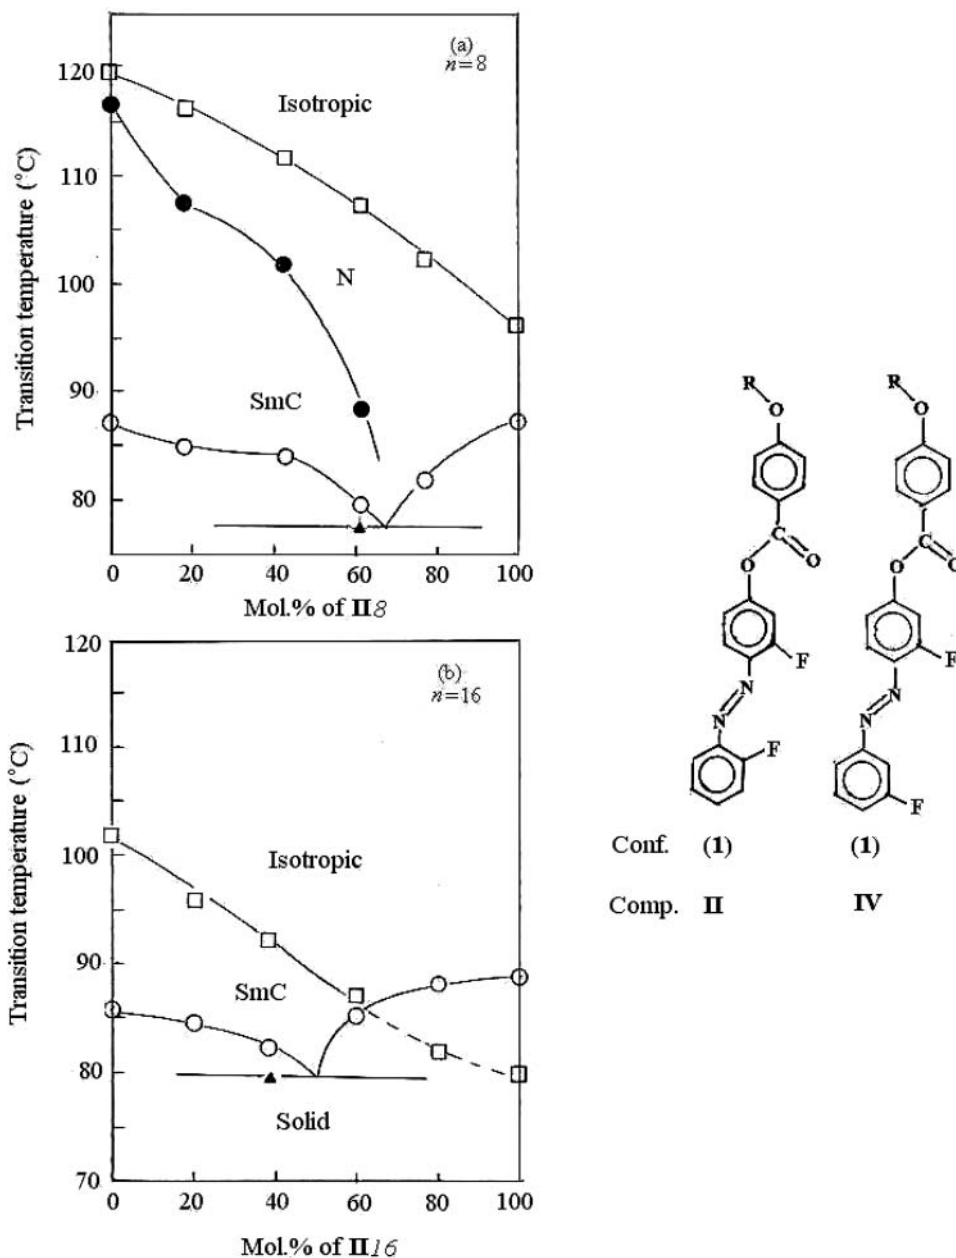 (a)
n=8
Transition temperature (°C)
120
110
100
90
80
Isotropic
N
SmC
0 20 40 60 80 100
Mol.% of II8
(b)
n=16
Transition temperature (°C)
120
110
100
90
80
70
Isotropic
SmC
Solid
0 20 40 60 80 100
Mol.% of II16
R R
O O
C C
O O
O O
F F
N N
N N
F F
Conf. (1) (1)
Comp. II IV